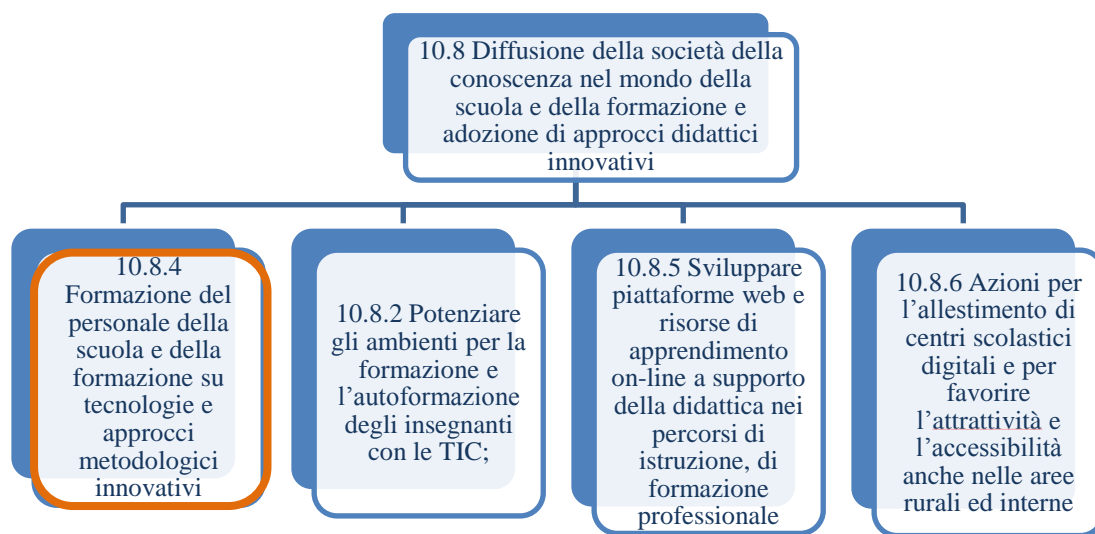 10.8 Diffusione della società della
conoscenza nel mondo della
scuola e della formazione e
adozione di approcci didattici
innovativi
10.8.4
Formazione del
personale della
scuola e della
formazione su
tecnologie e
approcci
metodologici
innovativi
10.8.2 Potenziare
gli ambienti per la
formazione e
l’autoformazione
degli insegnanti
con le TIC;
10.8.5 Sviluppare
piattaforme web e
risorse di
apprendimento
on-line a supporto
della didattica nei
percorsi di
istruzione, di
formazione
professionale
10.8.6 Azioni per
l’allestimento di
centri scolastici
digitali e per
favorire
l’attrattività e
l’accessibilità
anche nelle aree
rurali ed interne